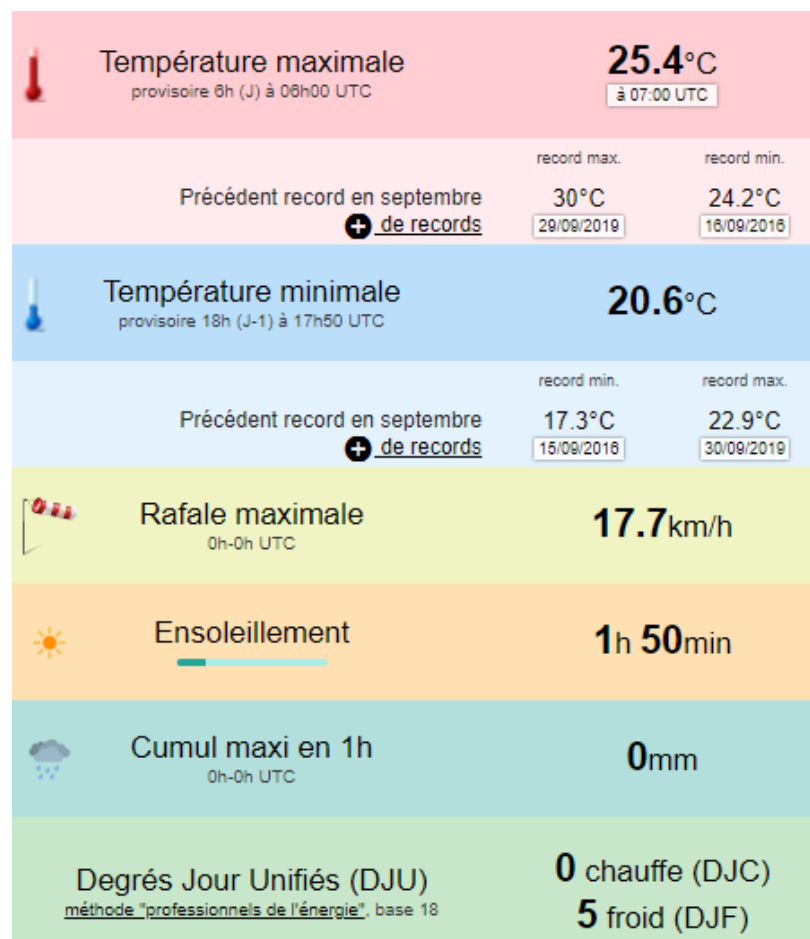 Température maximale
provisoire 6h (J) à 06h00 UTC
25.4°C
à 07:00 UTC
record max.
record min.
Précédent record en septembre
30°C
24.2°C
+ de records
29/09/2019
16/09/2016
Température minimale
provisoire 18h (J-1) à 17h50 UTC
20.6°C
record min.
record max.
Précédent record en septembre
17.3°C
22.9°C
+ de records
15/09/2016
30/09/2019
Rafale maximale
0h-0h UTC
17.7km/h
Ensoleillement
1h 50min
Cumul maxi en 1h
0h-0h UTC
0mm
Degrés Jour Unifiés (DJU)
méthode "professionnels de l'énergie", base 18
0 chauffe (DJC)
5 froid (DJF)